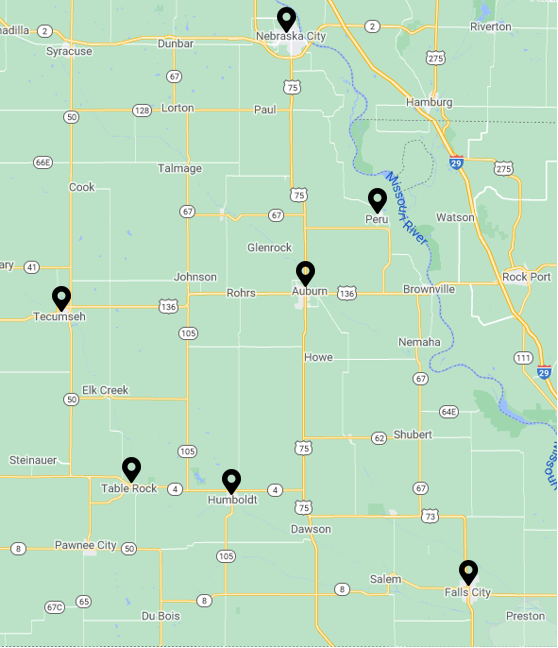 Nebraska City
2
Riverton
nadilla
2
Dunbar
Syracuse
275
67
75
Hamburg
128
Lorton
Paul
50
66E
29
275
Talmage
Cook
Missouri River
75
67
67
Peru
Watson
Glenrock
ary
41
Johnson
Rock Port
Auburn
Rohrs
136
Brownville
136
Tecumseh
105
Nemaha
Howe
111
29
67
Elk Creek
50
64E
62
Shubert
75
105
Steinauer
Table Rock
4
Humboldt
4
67
75
73
Dawson
Pawnee City
8
50
105
Salem
8
Falls City
67C
65
8
Du Bois
Preston